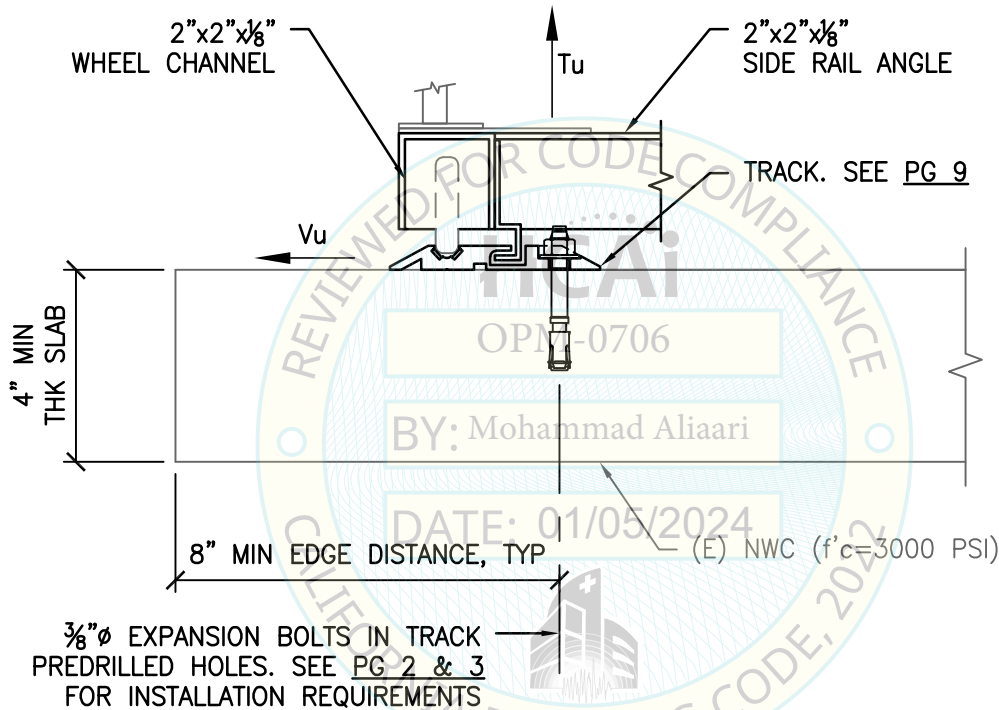 2"x2"x⅛"
WHEEL CHANNEL
Tu
2"x2"x⅛"
SIDE RAIL ANGLE
TRACK. SEE PG 9
Vu
4" MIN
THK SLAB
8" MIN EDGE DISTANCE, TYP
(E) NWC (f'c=3000 PSI)
⅜"ø EXPANSION BOLTS IN TRACK
PREDRILLED HOLES. SEE PG 2 & 3
FOR INSTALLATION REQUIREMENTS
REVIEWED FOR CODE COMPLIANCE
HCAi
OPM-0706
BY: Mohammad Aliaari
DATE: 01/05/2024
CODE, 2022